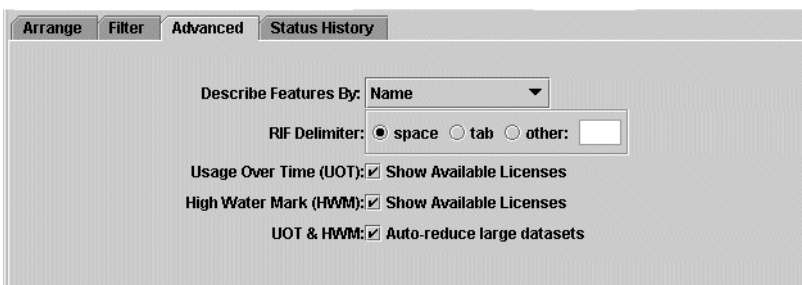 Arrange Filter Advanced Status History
Describe Features By: Name
RIF Delimiter: space tab other:
Usage Over Time (UOT): Show Available Licenses
High Water Mark (HWM): Show Available Licenses
UOT & HWM: Auto-reduce large datasets